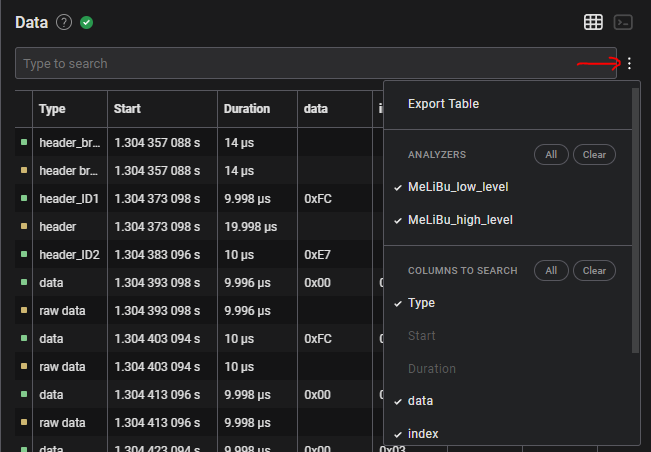 Data ?
Type to search
Export Table
Type Start Duration data
ANALYZERS All Clear
header_br... 1.304 357 088 s 14 µs
header br... 1.304 357 088 s 14 µs
MeLiBu_low_level
header_ID1 1.304 373 098 s 9.998 µs 0xFC
MeLiBu_high_level
header 1.304 373 098 s 19.998 µs
header_ID2 1.304 383 096 s 10 µs 0xE7
COLUMNS TO SEARCH All Clear
data 1.304 393 098 s 9.996 µs 0x00
Type
raw data 1.304 393 098 s 9.996 µs
Start
data 1.304 403 094 s 10 µs 0xFC
raw data 1.304 403 094 s 10 µs
Duration
data 1.304 413 096 s 9.998 µs 0x00
data
raw data 1.304 413 096 s 9.998 µs
index
data 1.304 423 094 s 9.998 µs 0x00 0x03